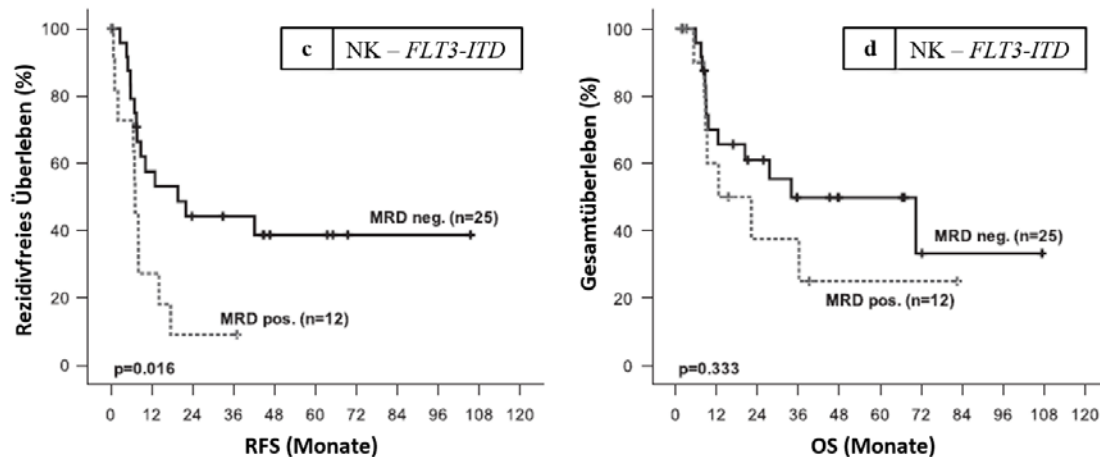 c NK – FLT3-ITD
Rezidivfreies Überleben (%)
100
80
60
40
20
0
MRD neg. (n=25)
MRD pos. (n=12)
p=0.016
0 12 24 36 48 60 72 84 96 108 120
RFS (Monate)
d NK – FLT3-ITD
Gesamtüberleben (%)
100
80
60
40
20
0
MRD neg. (n=25)
MRD pos. (n=12)
p=0.333
0 12 24 36 48 60 72 84 96 108 120
OS (Monate)